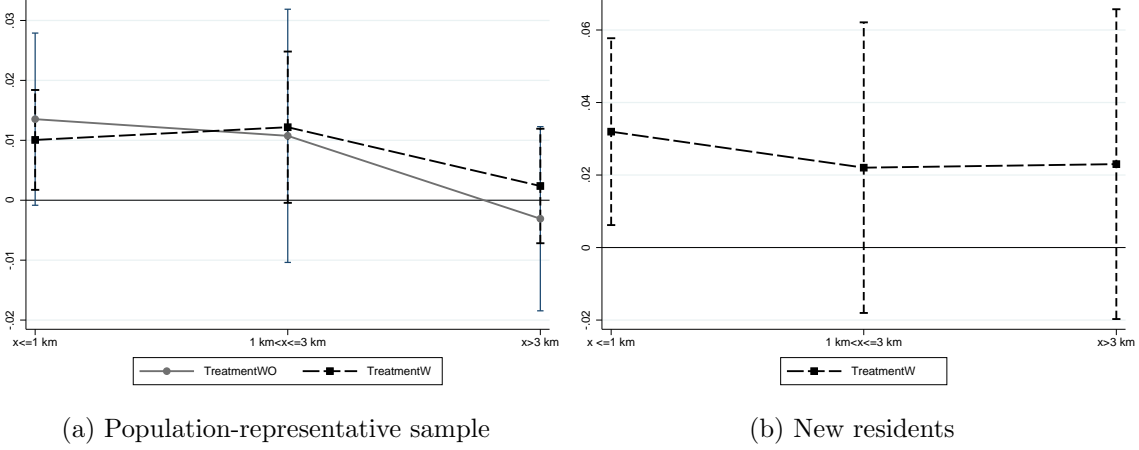 .03
.02
.01
0
-.01
-.02
x<=1 km
1 km<x<=3 km
x>3 km
TreatmentWO
TreatmentW
(a) Population-representative sample
.06
.04
.02
0
-.02
x <=1 km
1 km<x<=3 km
x>3 km
TreatmentW
(b) New residents